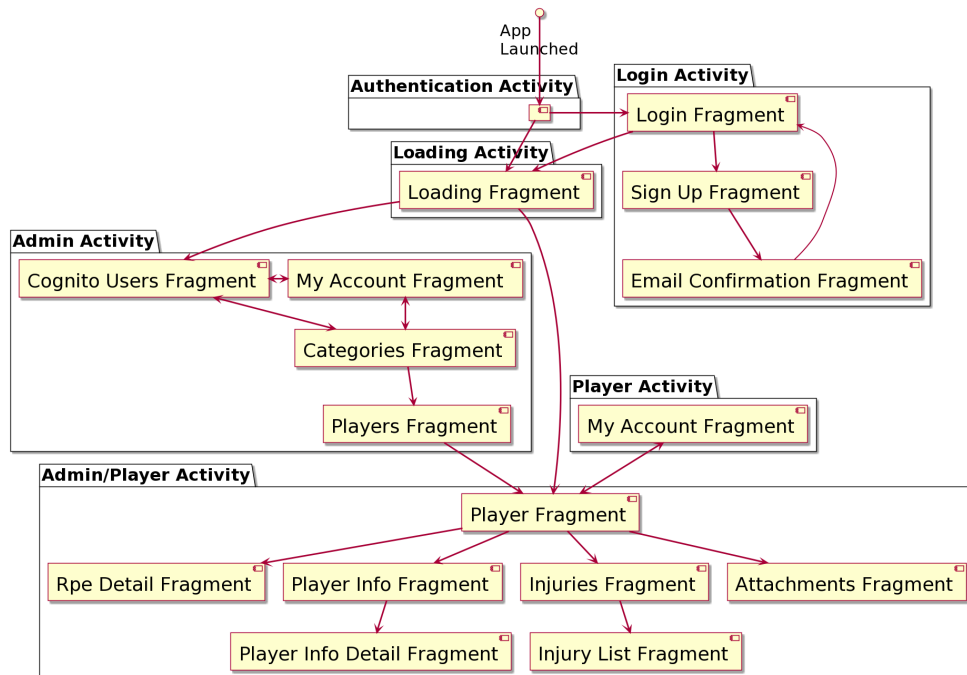 App
Launched
Authentication Activity
Login Activity
Login Fragment
Loading Activity
Loading Fragment
Sign Up Fragment
Admin Activity
Cognito Users Fragment
My Account Fragment
Email Confirmation Fragment
Categories Fragment
Player Activity
Players Fragment
My Account Fragment
Admin/Player Activity
Player Fragment
Rpe Detail Fragment
Player Info Fragment
Injuries Fragment
Attachments Fragment
Player Info Detail Fragment
Injury List Fragment